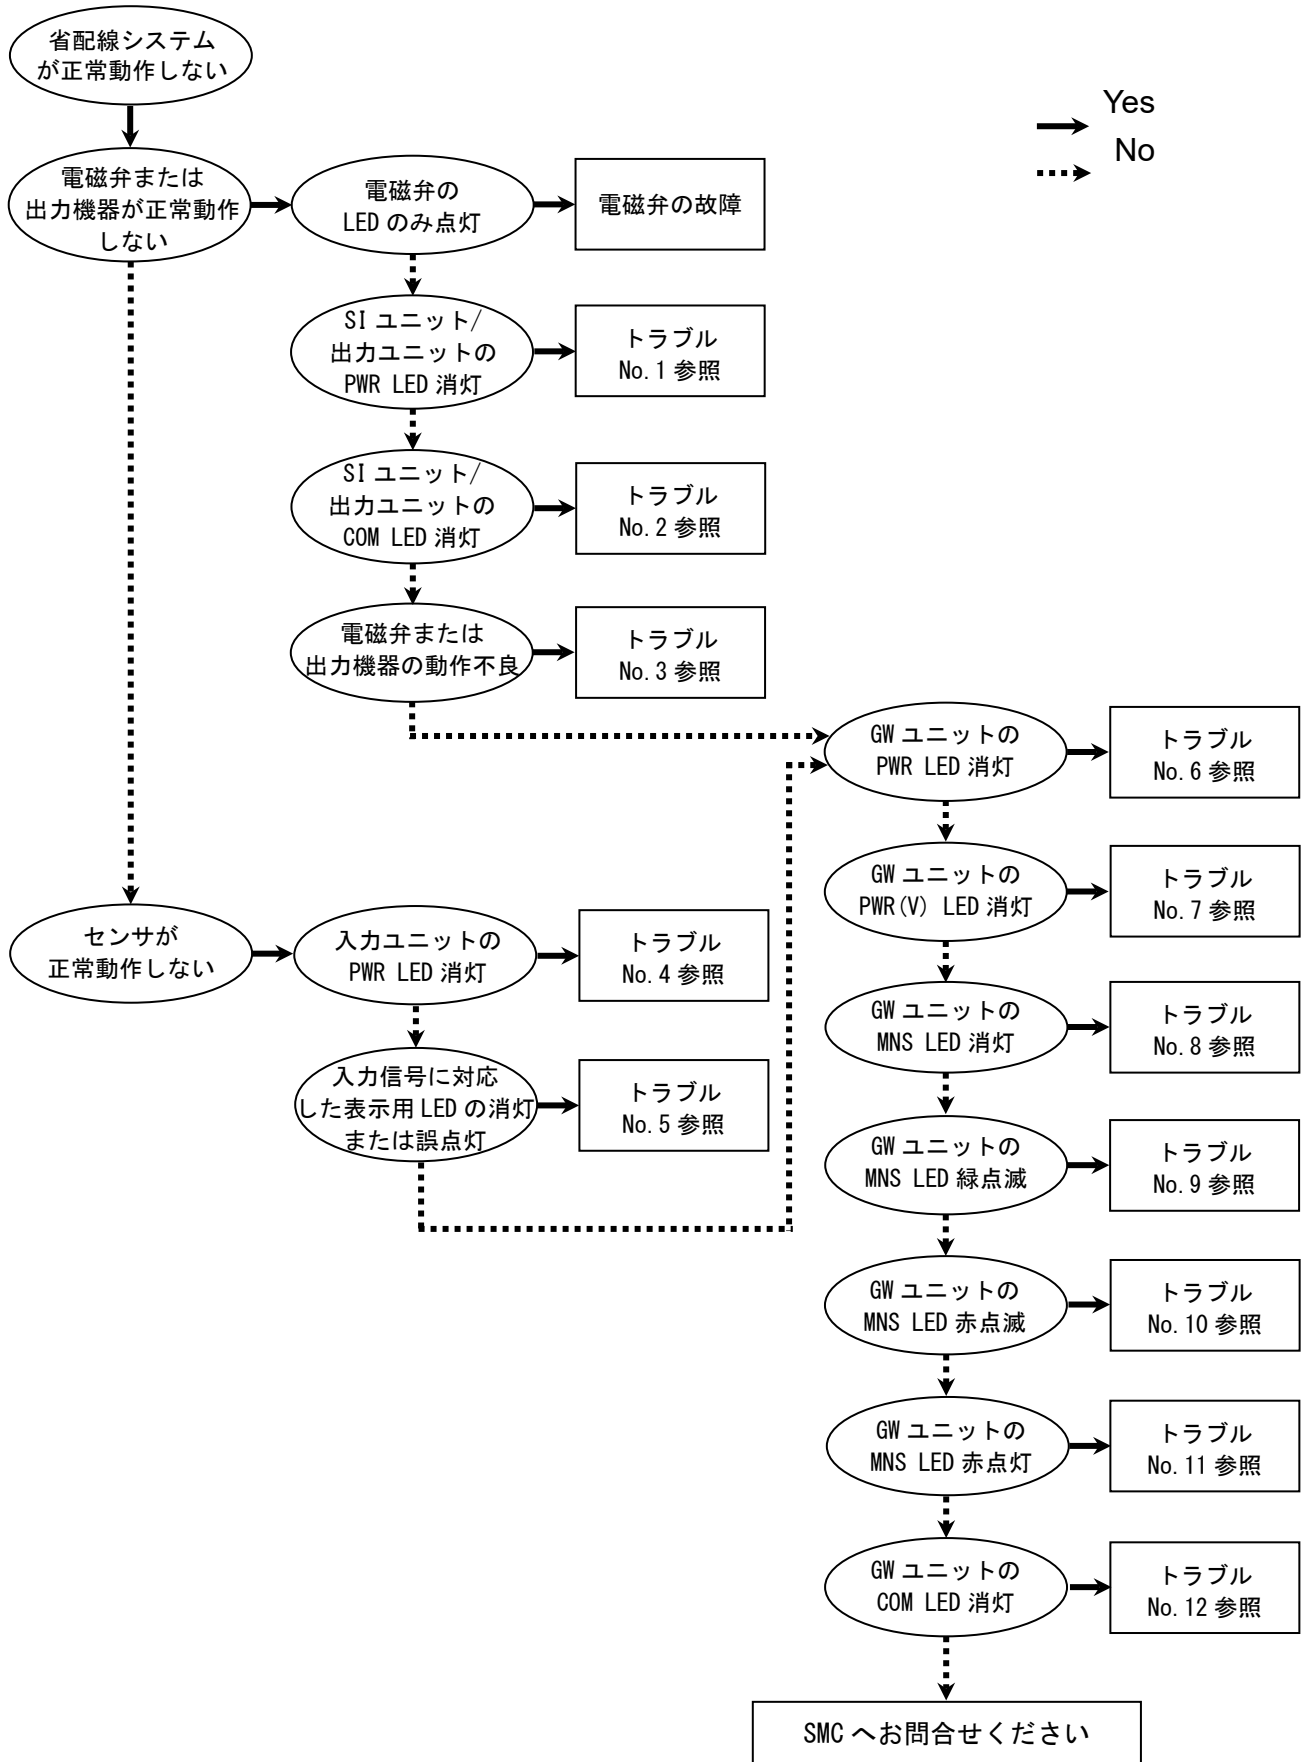 省配線システム
が正常動作しない
Yes
No
電磁弁または
出力機器が正常動作
しない
電磁弁の
LED のみ点灯
電磁弁の故障
SI ユニット/
出力ユニットの
PWR LED 消灯
トラブル
No.1 参照
SI ユニット/
出力ユニットの
COM LED 消灯
トラブル
No.2 参照
電磁弁または
出力機器の動作不良
トラブル
No.3 参照
GW ユニットの
PWR LED 消灯
トラブル
No.6 参照
GW ユニットの
PWR(V) LED 消灯
トラブル
No.7 参照
センサが
正常動作しない
入力ユニットの
PWR LED 消灯
トラブル
No.4 参照
GW ユニットの
MNS LED 消灯
トラブル
No.8 参照
入力信号に対応
した表示用 LED の消灯
または誤点灯
トラブル
No.5 参照
GW ユニットの
MNS LED 緑点滅
トラブル
No.9 参照
GW ユニットの
MNS LED 赤点滅
トラブル
No.10 参照
GW ユニットの
MNS LED 赤点灯
トラブル
No.11 参照
GW ユニットの
COM LED 消灯
トラブル
No.12 参照
SMC へお問合せください